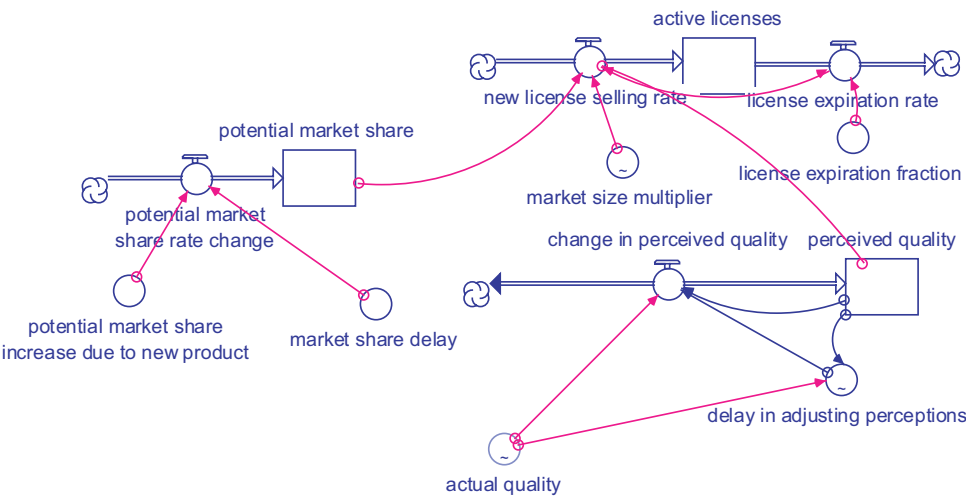 active licenses
new license selling rate
license expiration rate
potential market share
license expiration fraction
market size multiplier
potential market
share rate change
change in perceived quality
perceived quality
potential market share
increase due to new product
market share delay
delay in adjusting perceptions
actual quality
~
~
~